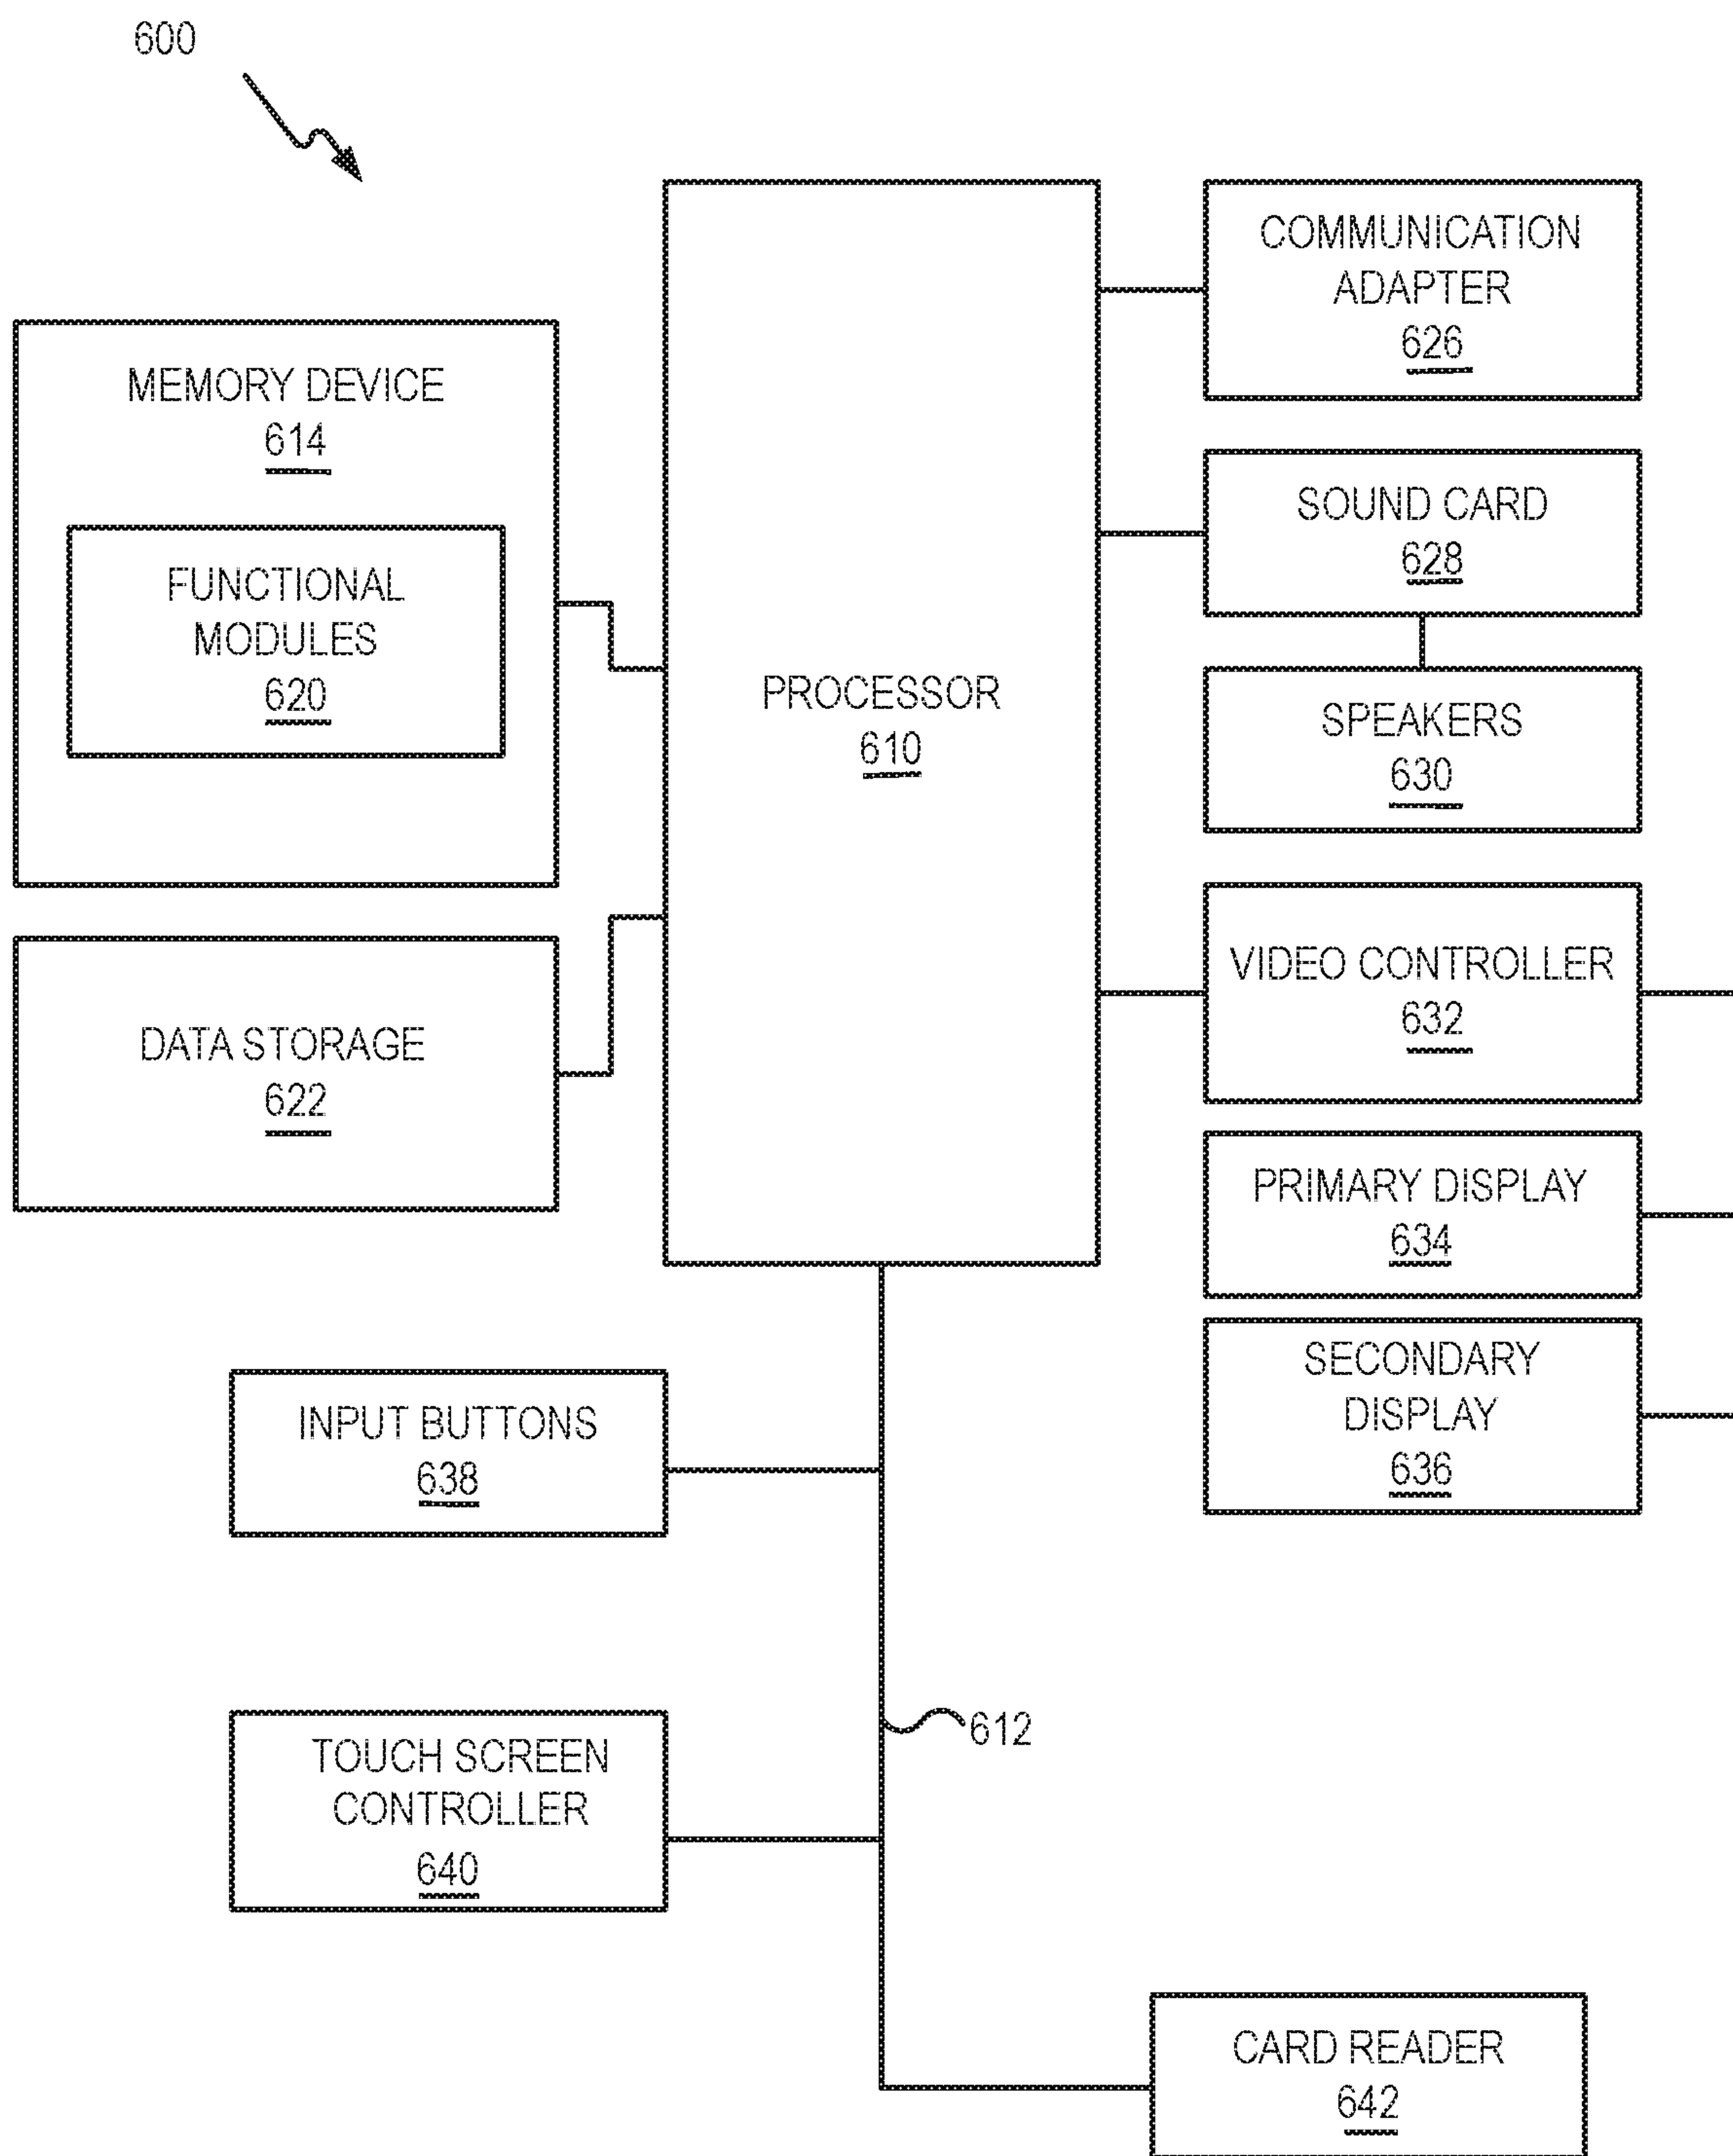 600
MEMORY DEVICE
614
FUNCTIONAL
MODULES
620
DATA STORAGE
622
PROCESSOR
610
COMMUNICATION
ADAPTER
626
SOUND CARD
628
SPEAKERS
630
VIDEO CONTROLLER
632
PRIMARY DISPLAY
634
SECONDARY
DISPLAY
636
INPUT BUTTONS
638
612
TOUCH SCREEN
CONTROLLER
640
CARD READER
642